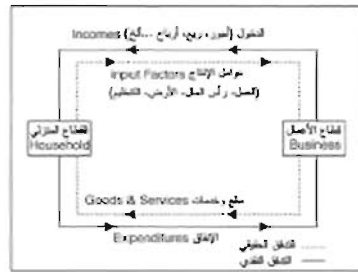 الدخول (أجور، ريع، أرباح ...ألخ) Incomes
عوامل الإنتاج Input Factors
(العمل، رأس المال، الأرض، التنظيم)
القطاع المنزلي
Household
قطاع الأعمال
Business
سلع وخدمات Goods & Services
الإنفاق Expenditures
التدفق الحقيقي
التدفق النقدي